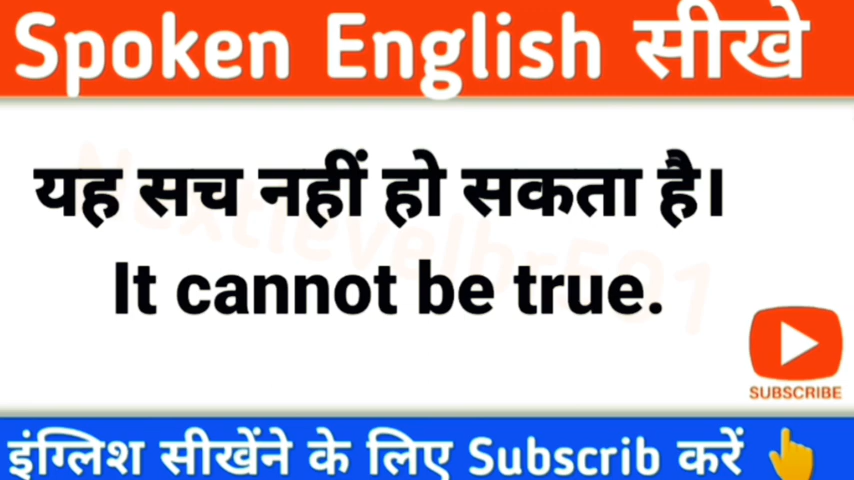 Spoken English सीखे
यह सच नहीं हो सकता है।
It cannot be true.
SUBSCRIBE
इंग्लिश सीखेंने के लिए Subscrib करें